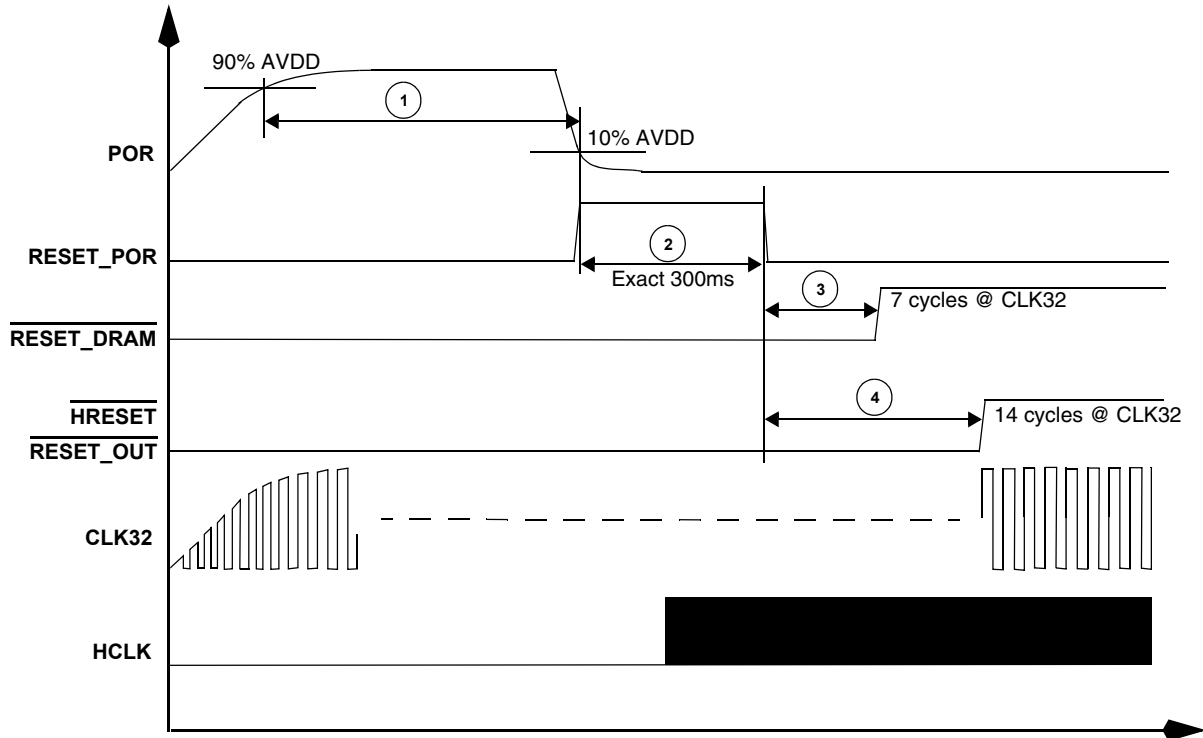 90% AVDD
1
10% AVDD
POR
2
RESET_POR
Exact 300ms
3
7 cycles @ CLK32
RESET_DRAM
4
HRESET
14 cycles @ CLK32
RESET_OUT
CLK32
HCLK